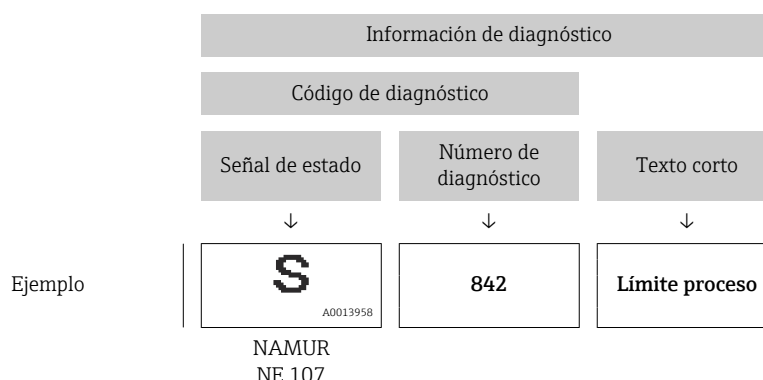 Información de diagnóstico
Código de diagnóstico
Señal de estado
Número de
diagnóstico
Texto corto
↓ ↓ ↓
Ejemplo
S
A0013958
842
Límite proceso
NAMUR
NE 107